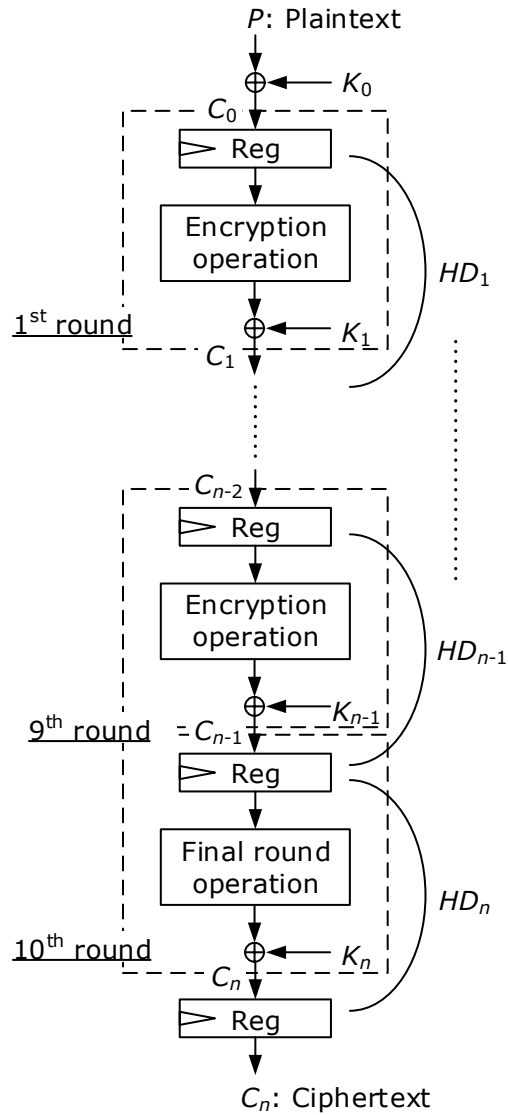 P: Plaintext
K0
C0
Reg
Encryption
operation
HD1
1st round
K1
C1
Cn-2
Reg
Encryption
operation
HDn-1
Kn-1
9th round
Cn-1
Reg
Final round
operation
HDn
10th round
Kn
Cn
Reg
Cn: Ciphertext